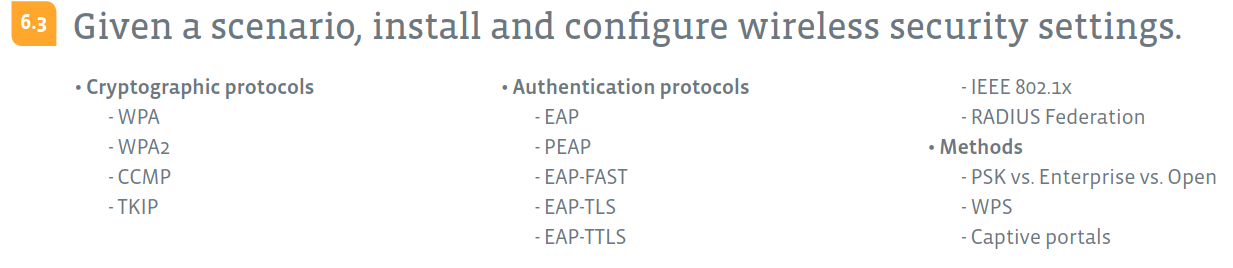 6.3 Given a scenario, install and configure wireless security settings.
• Cryptographic protocols
- WPA
- WPA2
- CCMP
- TKIP
• Authentication protocols
- EAP
- PEAP
- EAP-FAST
- EAP-TLS
- EAP-TTLS
- IEEE 802.1x
- RADIUS Federation
• Methods
- PSK vs. Enterprise vs. Open
- WPS
- Captive portals